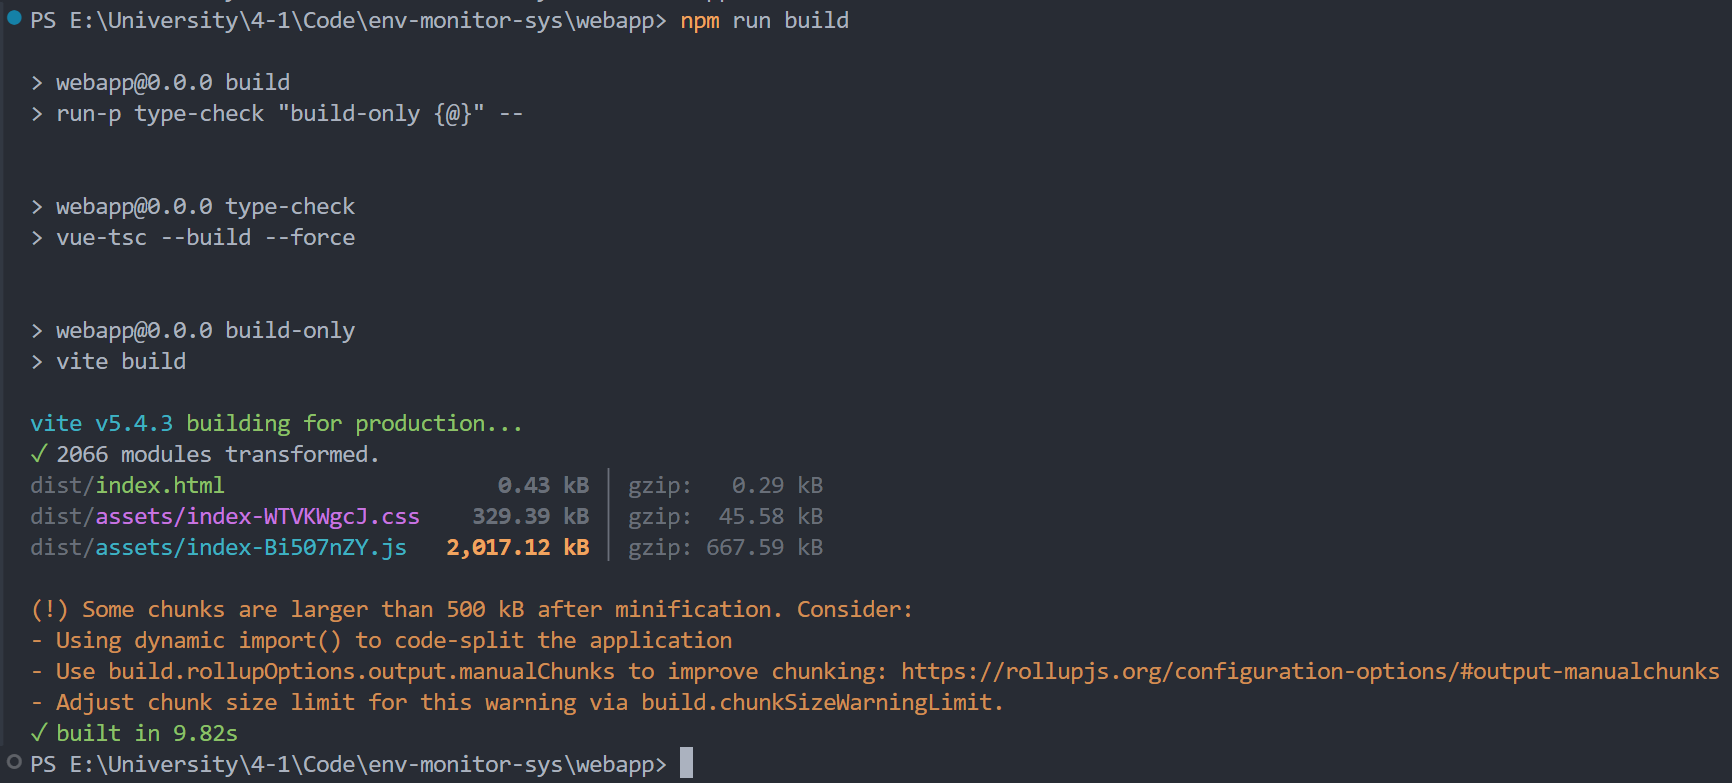 PS E:\University\4-1\Code\env-monitor-sys\webapp> npm run build
> webapp@0.0.0 build
> run-p type-check "build-only {@}" --
> webapp@0.0.0 type-check
> vue-tsc --build --force
> webapp@0.0.0 build-only
> vite build
vite v5.4.3 building for production...
✓ 2066 modules transformed.
dist/index.html 0.43 kB │ gzip: 0.29 kB
dist/assets/index-WTVKWgcJ.css 329.39 kB │ gzip: 45.58 kB
dist/assets/index-Bi507nZY.js 2,017.12 kB │ gzip: 667.59 kB
(!) Some chunks are larger than 500 kB after minification. Consider:
- Using dynamic import() to code-split the application
- Use build.rollupOptions.output.manualChunks to improve chunking: https://rollupjs.org/configuration-options/#output-manualchunks
- Adjust chunk size limit for this warning via build.chunkSizeWarningLimit.
✓ built in 9.82s
PS E:\University\4-1\Code\env-monitor-sys\webapp>